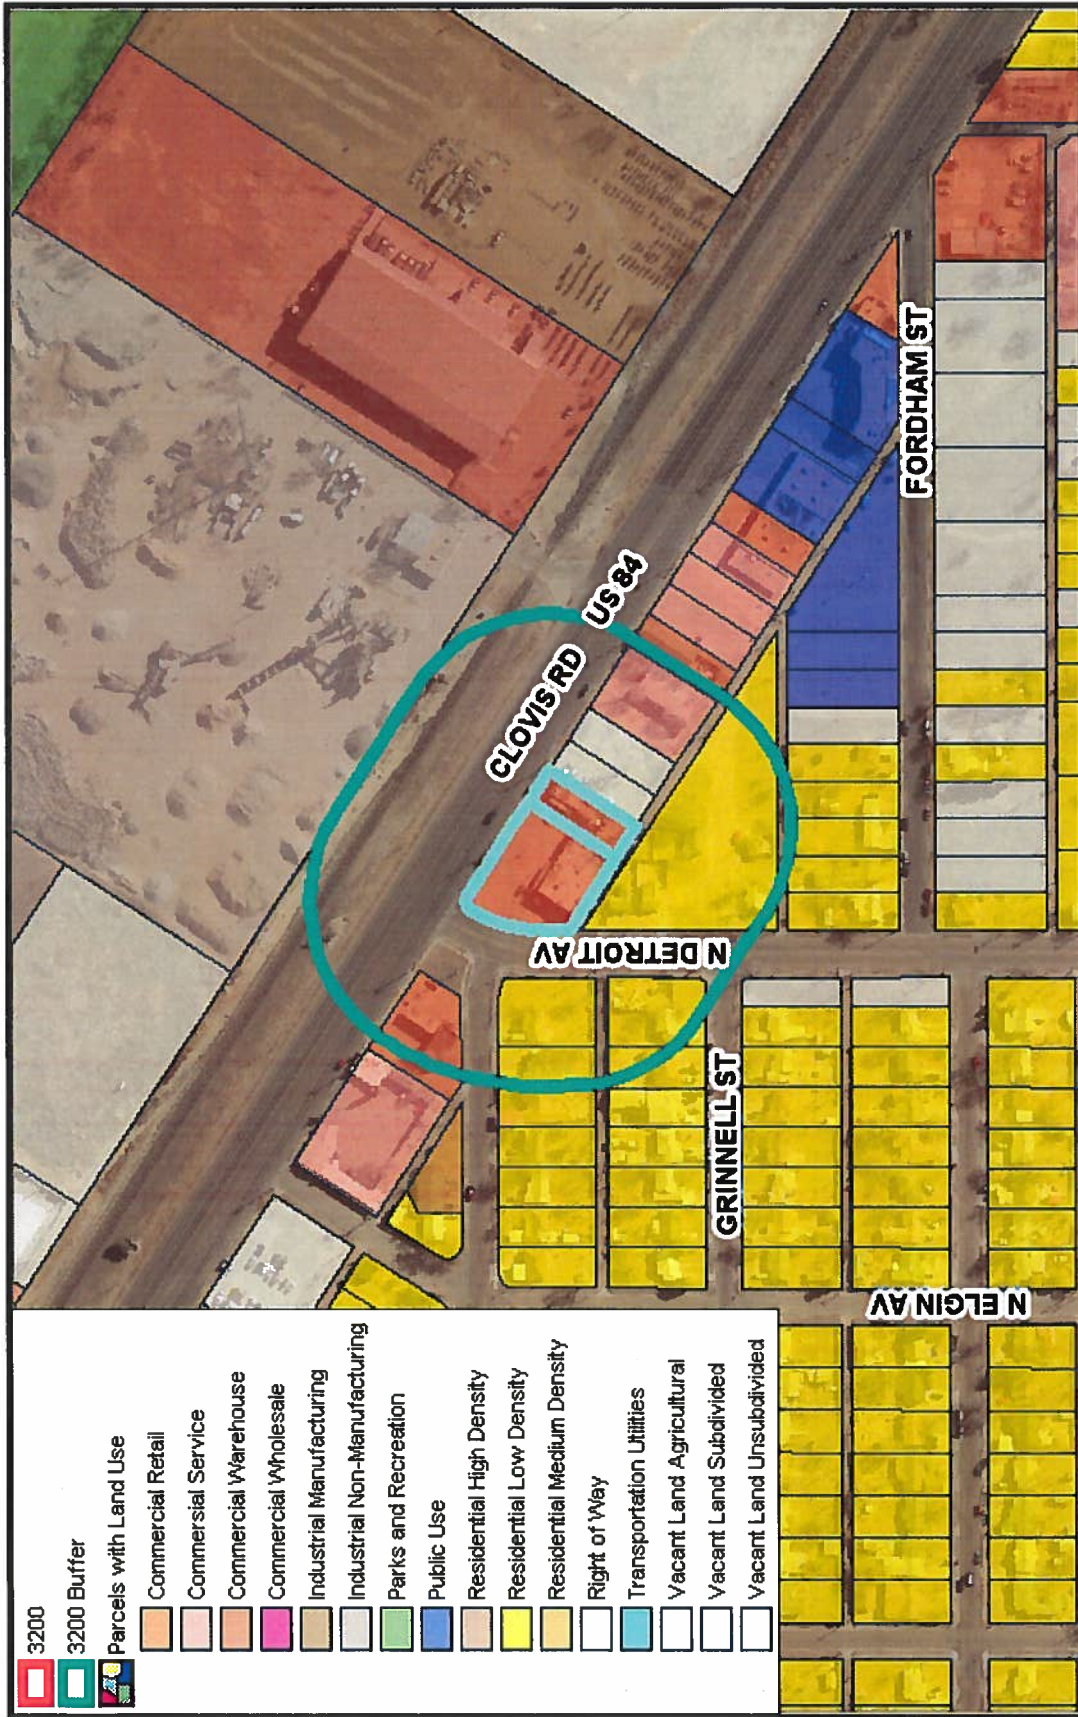 3200
3200 Buffer
Parcels with Land Use
Commercial Retail
Commersial Service
Commercial Warehouse
Commercial Wholesale
Industrial Manufacturing
Industrial Non-Manufacturing
Parks and Recreation
Public Use
Residential High Density
Residential Low Density
Residential Medium Density
Right of Way
Transportation Utilities
Vacant Land Agricultural
Vacant Land Subdivided
Vacant Land Unsubdivided
CLOVIS RD US 84
N DETROIT AV
FORDHAM ST
GRINNELL ST
N ELGIN AV